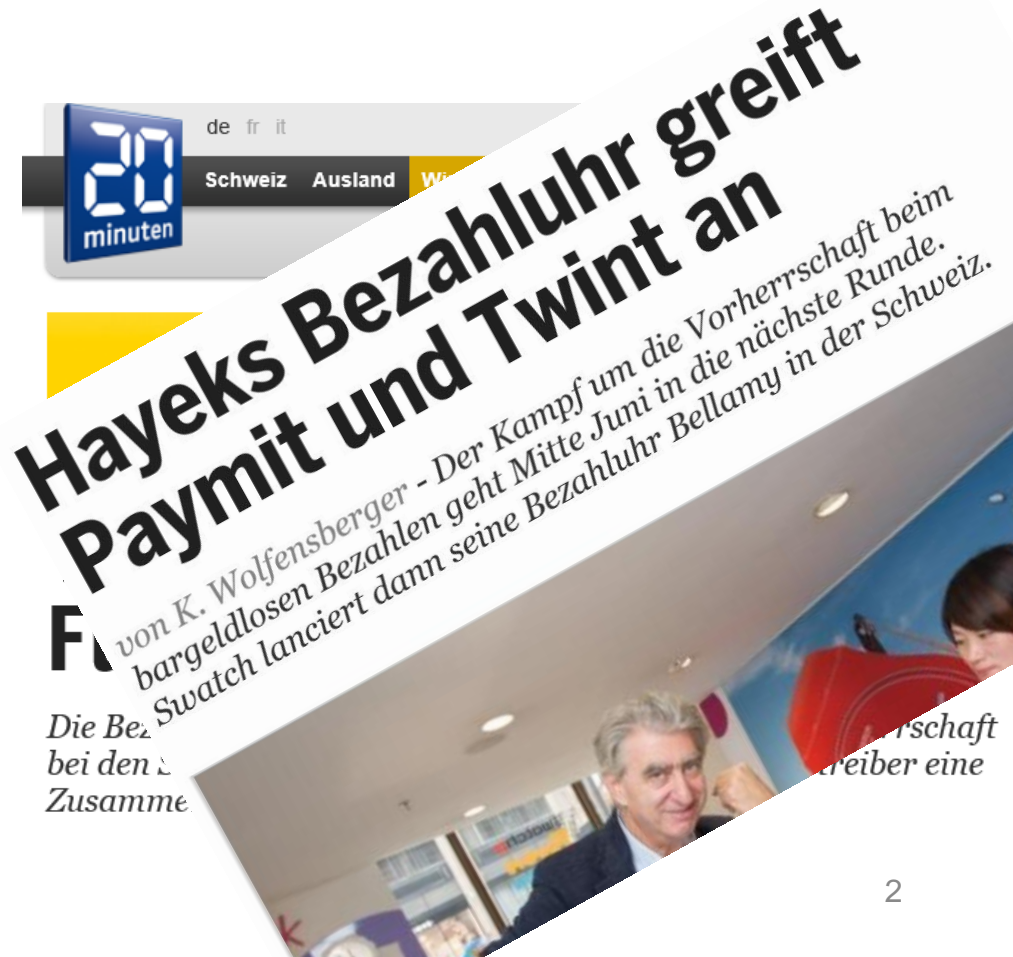 20
minuten
de fr it
Schweiz Ausland
Hayeks Bezahluhr greift
Paymit und Twint an
von K. Wolfensberger - Der Kampf um die Vorherrschaft beim
bargeldlosen Bezahlen geht Mitte Juni in die nächste Runde.
Swatch lanciert dann seine Bezahluhr Bellamy in der Schweiz.
Die
bei den
eine
2